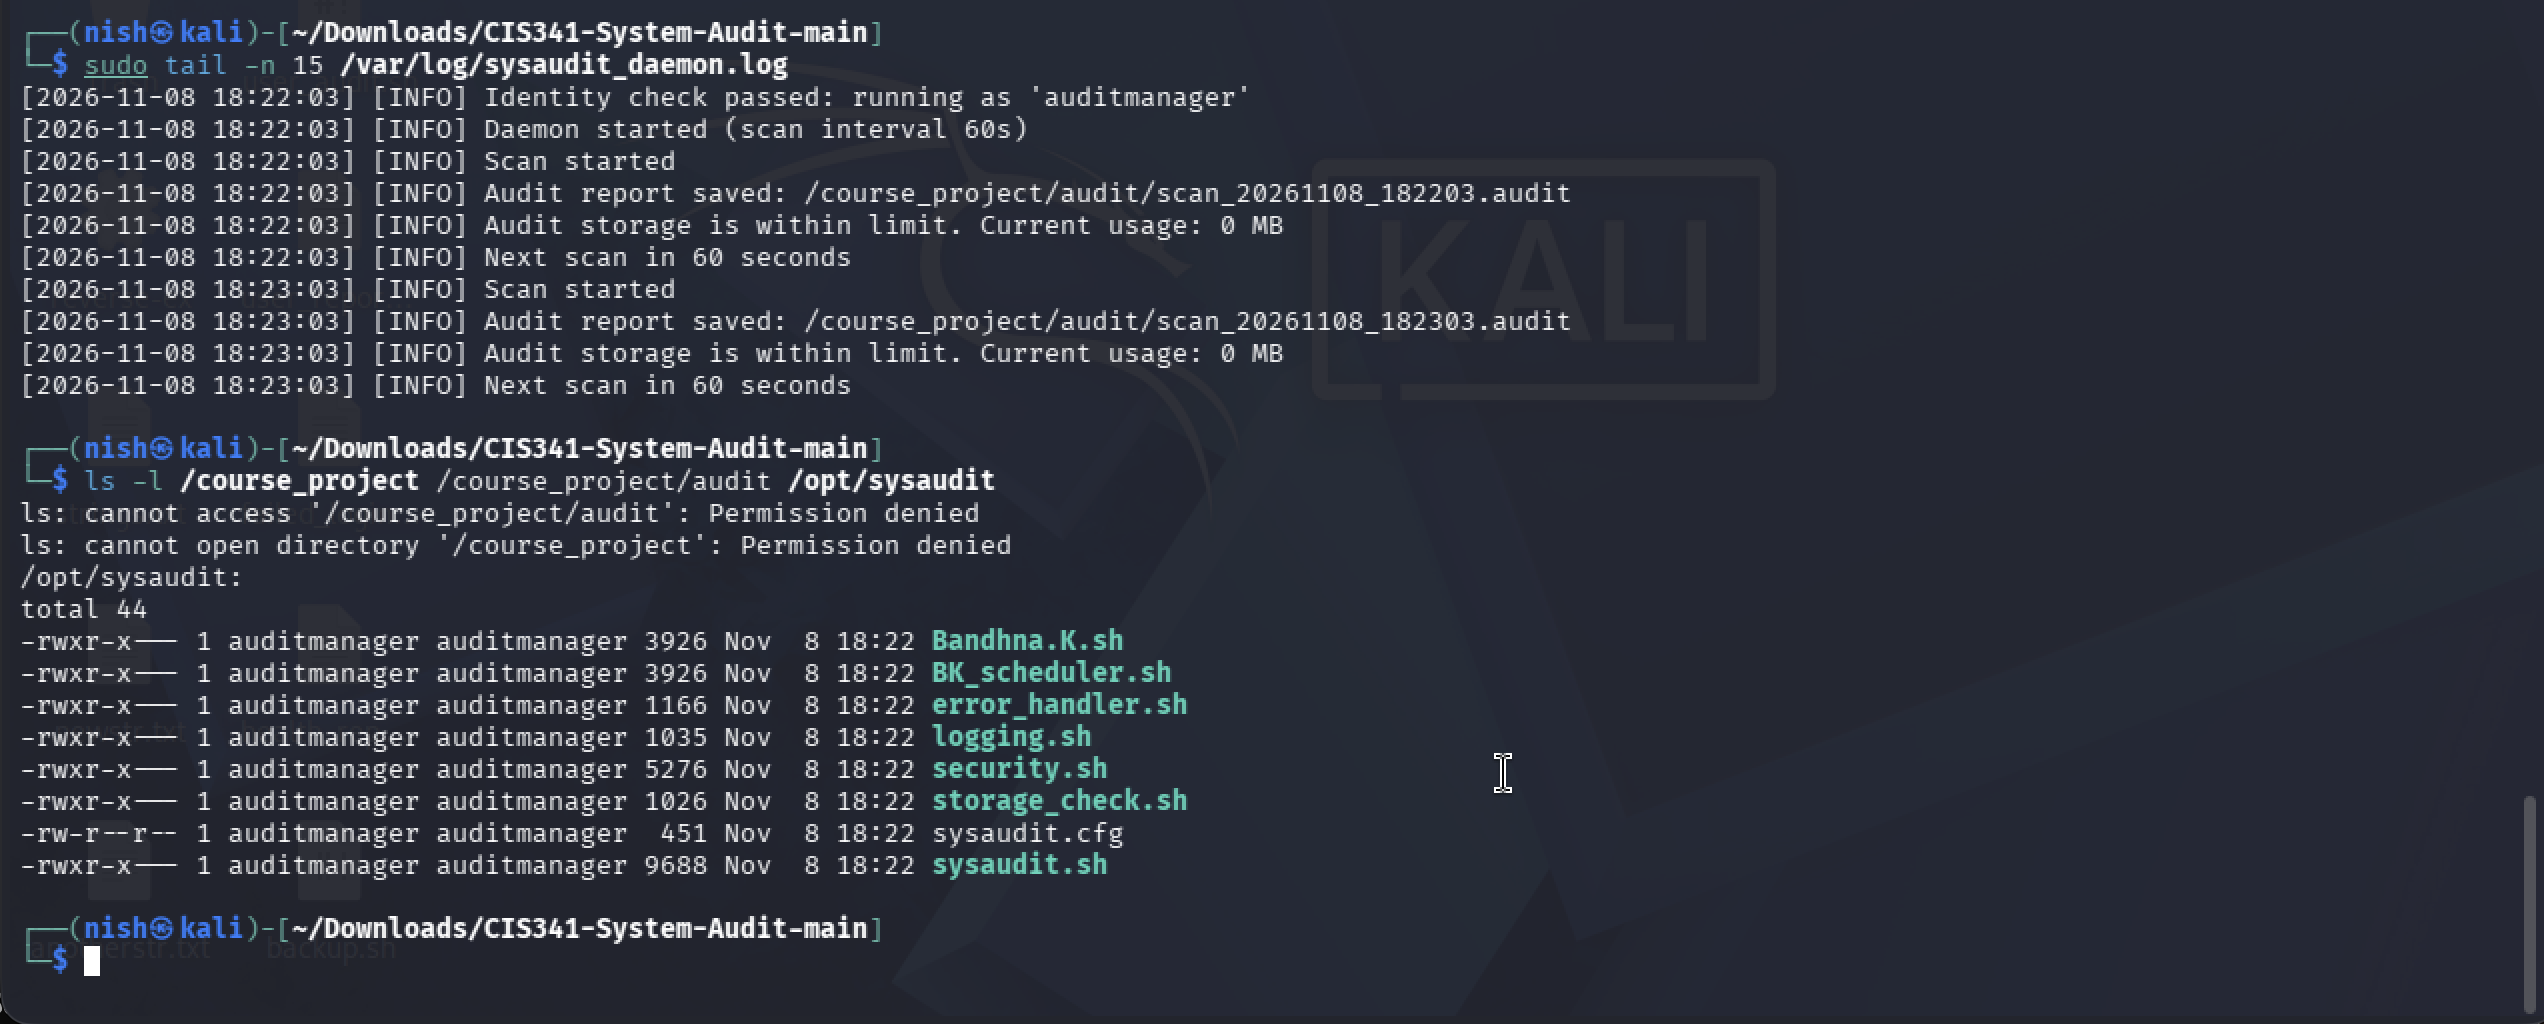 ┌──(nish㉿kali)-[~/Downloads/CIS341-System-Audit-main]
└─$ sudo tail -n 15 /var/log/sysaudit_daemon.log
[2026-11-08 18:22:03] [INFO] Identity check passed: running as 'auditmanager'
[2026-11-08 18:22:03] [INFO] Daemon started (scan interval 60s)
[2026-11-08 18:22:03] [INFO] Scan started
[2026-11-08 18:22:03] [INFO] Audit report saved: /course_project/audit/scan_20261108_182203.audit
[2026-11-08 18:22:03] [INFO] Audit storage is within limit. Current usage: 0 MB
[2026-11-08 18:22:03] [INFO] Next scan in 60 seconds
[2026-11-08 18:23:03] [INFO] Scan started
[2026-11-08 18:23:03] [INFO] Audit report saved: /course_project/audit/scan_20261108_182303.audit
[2026-11-08 18:23:03] [INFO] Audit storage is within limit. Current usage: 0 MB
[2026-11-08 18:23:03] [INFO] Next scan in 60 seconds
KALI
┌──(nish㉿kali)-[~/Downloads/CIS341-System-Audit-main]
└─$ ls -l /course_project /course_project/audit /opt/sysaudit
ls: cannot access '/course_project/audit': Permission denied
ls: cannot open directory '/course_project': Permission denied
/opt/sysaudit:
total 44
-rwxr-x--- 1 auditmanager auditmanager 3926 Nov  8 18:22 Bandhna.K.sh
-rwxr-x--- 1 auditmanager auditmanager 3926 Nov  8 18:22 BK_scheduler.sh
-rwxr-x--- 1 auditmanager auditmanager 1166 Nov  8 18:22 error_handler.sh
-rwxr-x--- 1 auditmanager auditmanager 1035 Nov  8 18:22 logging.sh
-rwxr-x--- 1 auditmanager auditmanager 5276 Nov  8 18:22 security.sh
-rwxr-x--- 1 auditmanager auditmanager 1026 Nov  8 18:22 storage_check.sh
-rw-r--r-- 1 auditmanager auditmanager  451 Nov  8 18:22 sysaudit.cfg
-rwxr-x--- 1 auditmanager auditmanager 9688 Nov  8 18:22 sysaudit.sh
┌──(nish㉿kali)-[~/Downloads/CIS341-System-Audit-main]
└─$
backup.sh